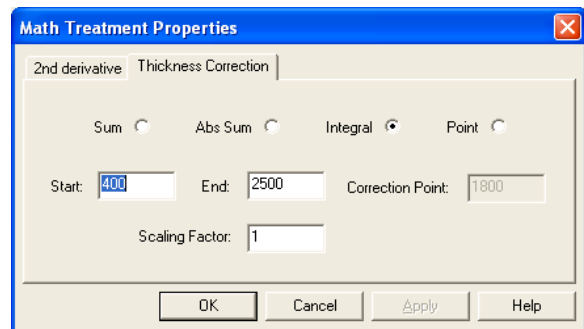 Math Treatment Properties
2nd derivative Thickness Correction
Sum Abs Sum Integral Point
Start: 400 End: 2500 Correction Point: 1800
Scaling Factor: 1
OK Cancel Apply Help